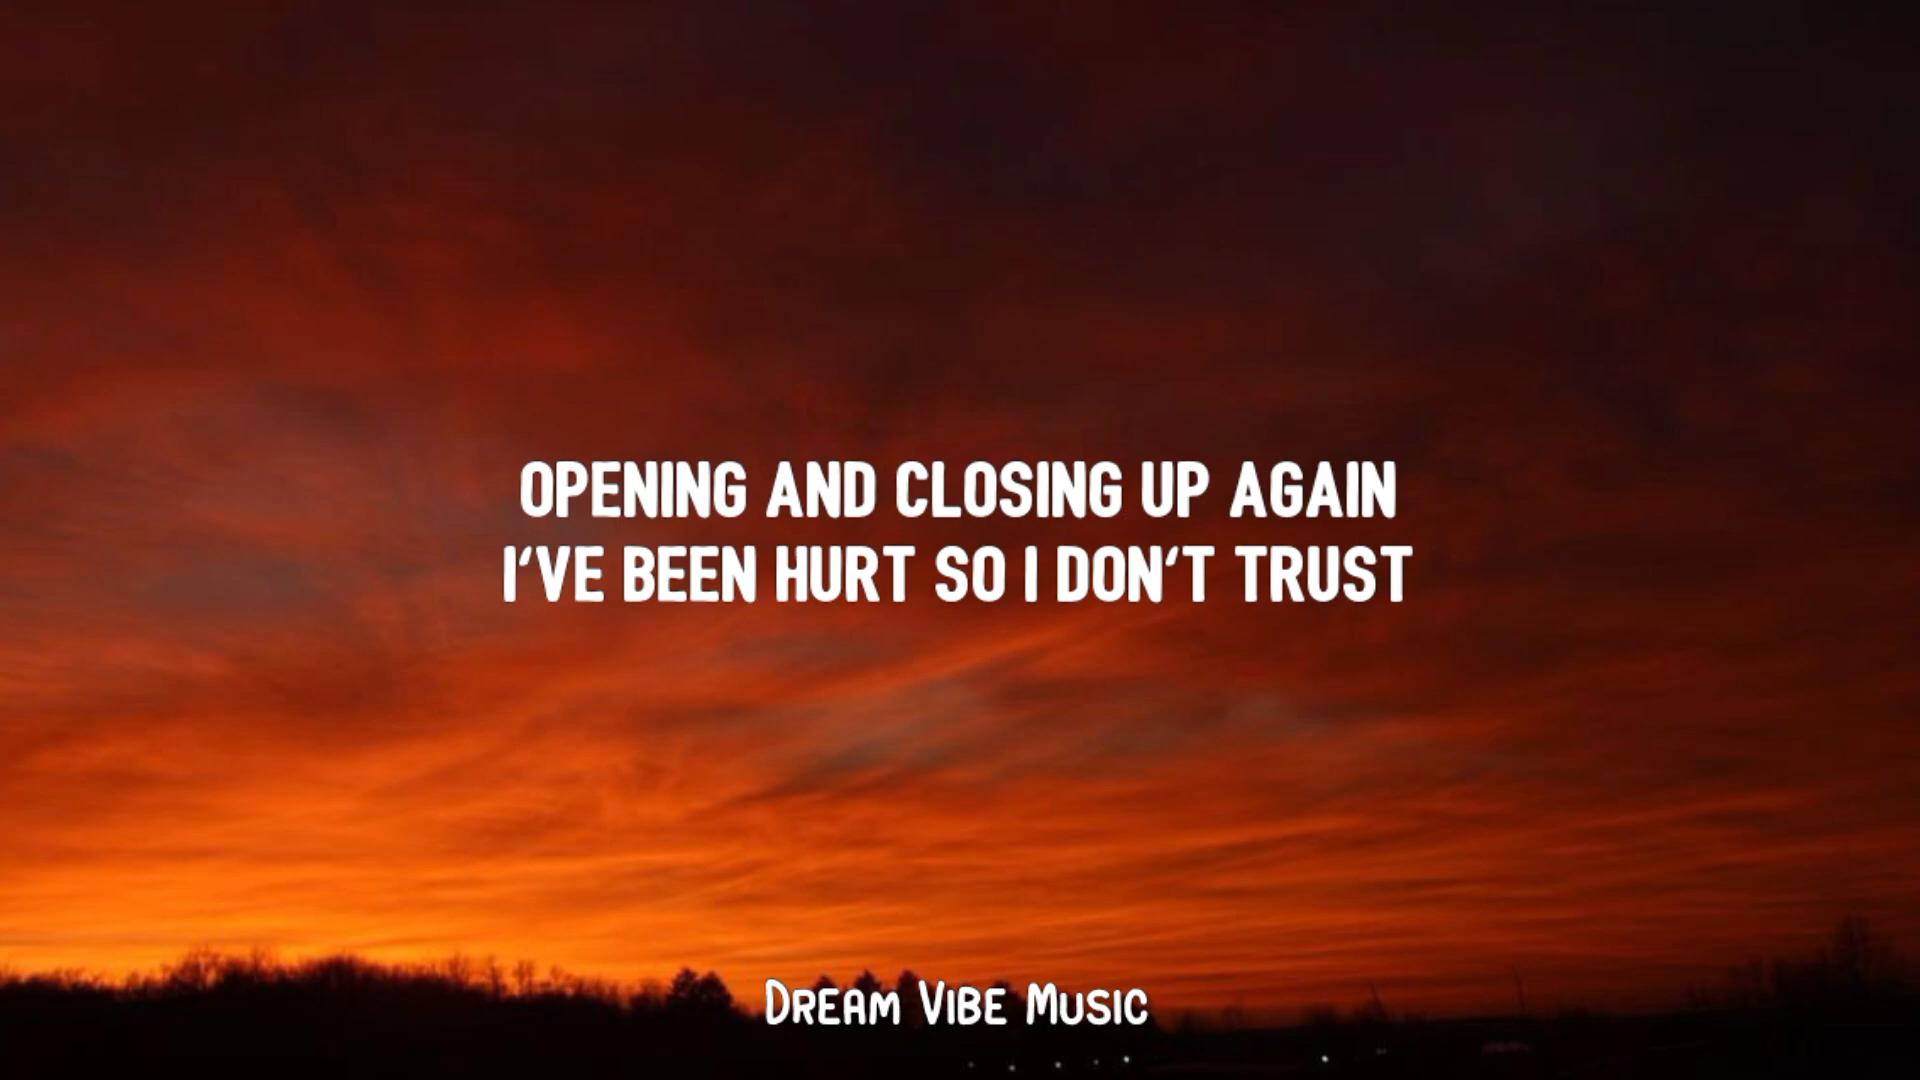 OPENING AND CLOSING UP AGAIN
I'VE BEEN HURT SO I DON'T TRUST
DREAM VIBE MUSIC